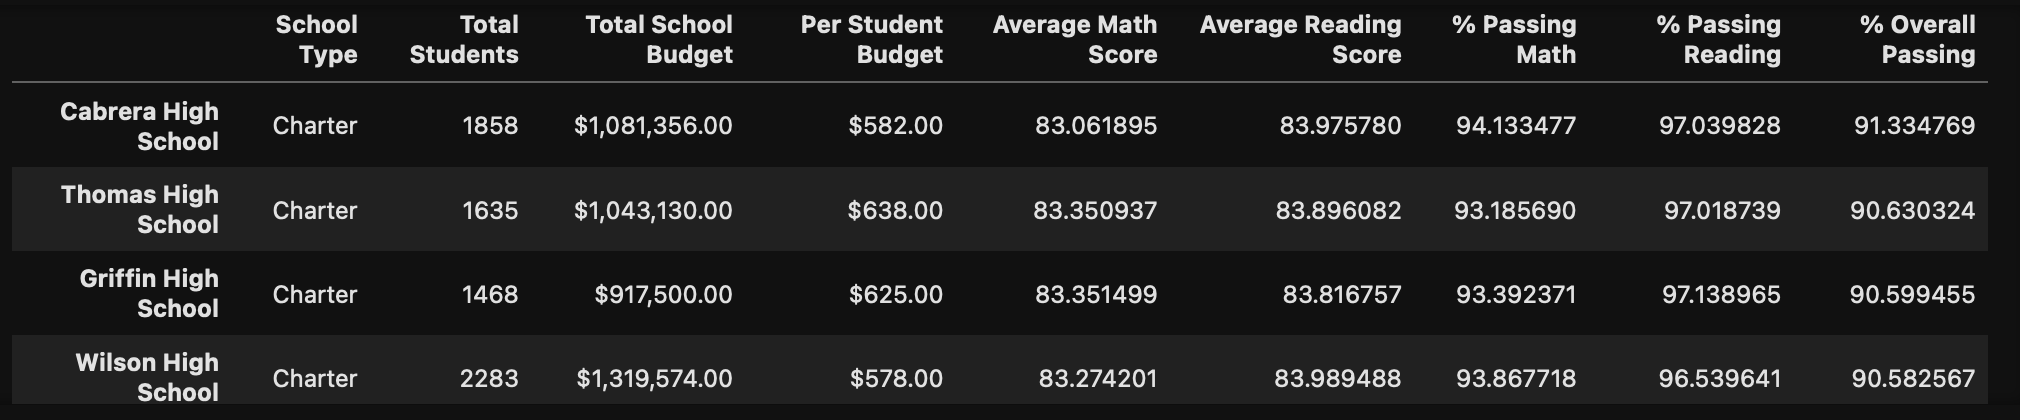 School Type Total Students Total School Budget Per Student Budget Average Math Score Average Reading Score % Passing Math % Passing Reading % Overall Passing
Cabrera High School Charter 1858 $1,081,356.00 $582.00 83.061895 83.975780 94.133477 97.039828 91.334769
Thomas High School Charter 1635 $1,043,130.00 $638.00 83.350937 83.896082 93.185690 97.018739 90.630324
Griffin High School Charter 1468 $917,500.00 $625.00 83.351499 83.816757 93.392371 97.138965 90.599455
Wilson High School Charter 2283 $1,319,574.00 $578.00 83.274201 83.989488 93.867718 96.539641 90.582567